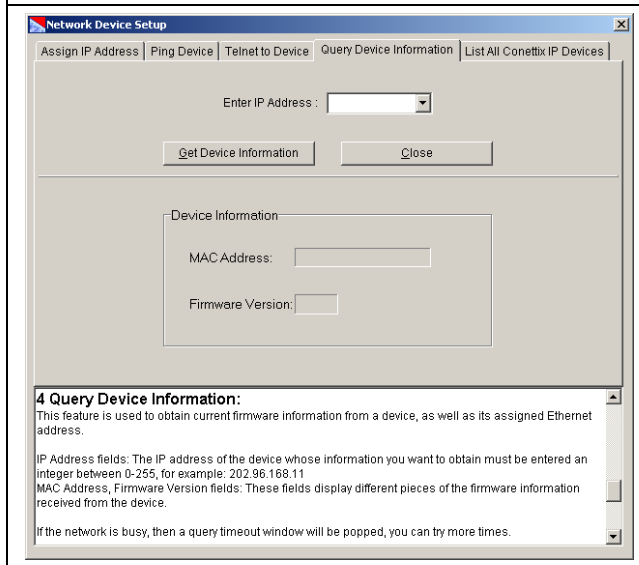 Network Device Setup
Assign IP Address
Ping Device
Telnet to Device
Query Device Information
List All Conettix IP Devices
Enter IP Address :
Get Device Information
Close
Device Information
MAC Address:
Firmware Version:
4 Query Device Information:
This feature is used to obtain current firmware information from a device, as well as its assigned Ethernet
address.
IP Address fields: The IP address of the device whose information you want to obtain must be entered an
integer between 0-255, for example: 202.96.168.11
MAC Address, Firmware Version fields: These fields display different pieces of the firmware information
received from the device.
If the network is busy, then a query timeout window will be popped, you can try more times.